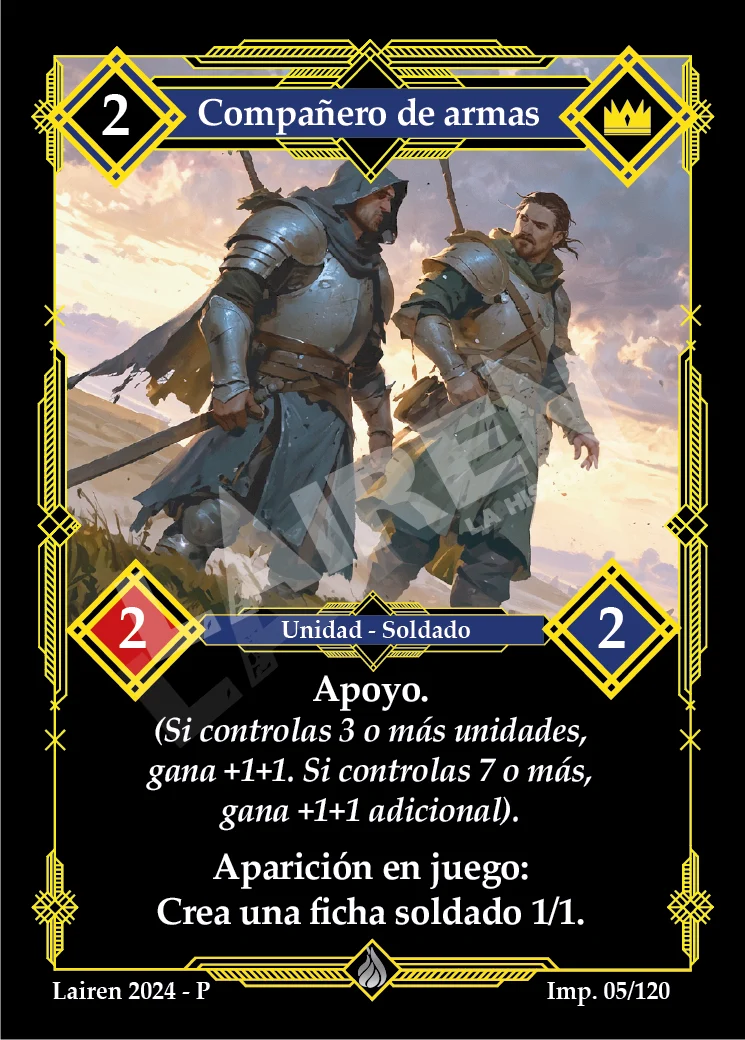 2
Compañero de armas
LAIREN
2
Unidad - Soldado
2
Apoyo.
(Si controlas 3 o más unidades,
gana +1+1. Si controlas 7 o más,
gana +1+1 adicional).
Aparición en juego:
Crea una ficha soldado 1/1.
Lairen 2024 - P
Imp. 05/120